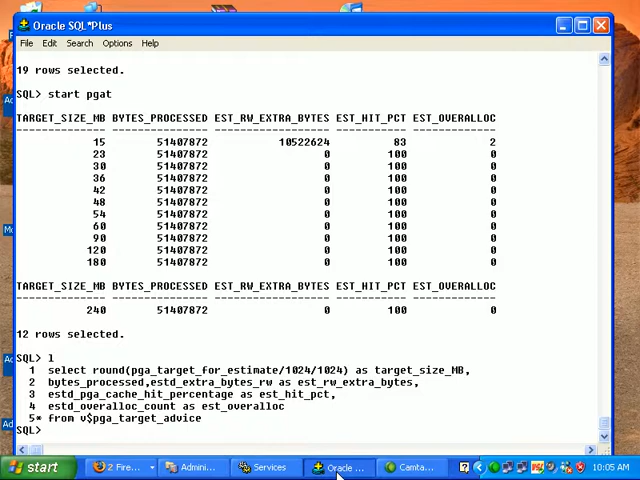 Oracle SQL*Plus
File Edit Search Options Help
19 rows selected.
SQL> start pgat
TARGET_SIZE_MB BYTES_PROCESSED EST_RW_EXTRA_BYTES EST_HIT_PCT EST_OVERALLOC
-------------- --------------- ------------------ ----------- -------------
15 51407872 10522624 83 2
23 51407872 0 100 0
30 51407872 0 100 0
36 51407872 0 100 0
42 51407872 0 100 0
48 51407872 0 100 0
54 51407872 0 100 0
60 51407872 0 100 0
90 51407872 0 100 0
120 51407872 0 100 0
180 51407872 0 100 0
TARGET_SIZE_MB BYTES_PROCESSED EST_RW_EXTRA_BYTES EST_HIT_PCT EST_OVERALLOC
-------------- --------------- ------------------ ----------- -------------
240 51407872 0 100 0
12 rows selected.
SQL> l
1 select round(pga_target_for_estimate/1024/1024) as target_size_MB,
2 bytes_processed,estd_extra_bytes_rw as est_rw_extra_bytes,
3 estd_pga_cache_hit_percentage as est_hit_pct,
4 estd_overalloc_count as est_overalloc
5* from v$pga_target_advice
SQL>
start 2 Fire... Admini... Services Oracle ... Camta... 10:05 AM